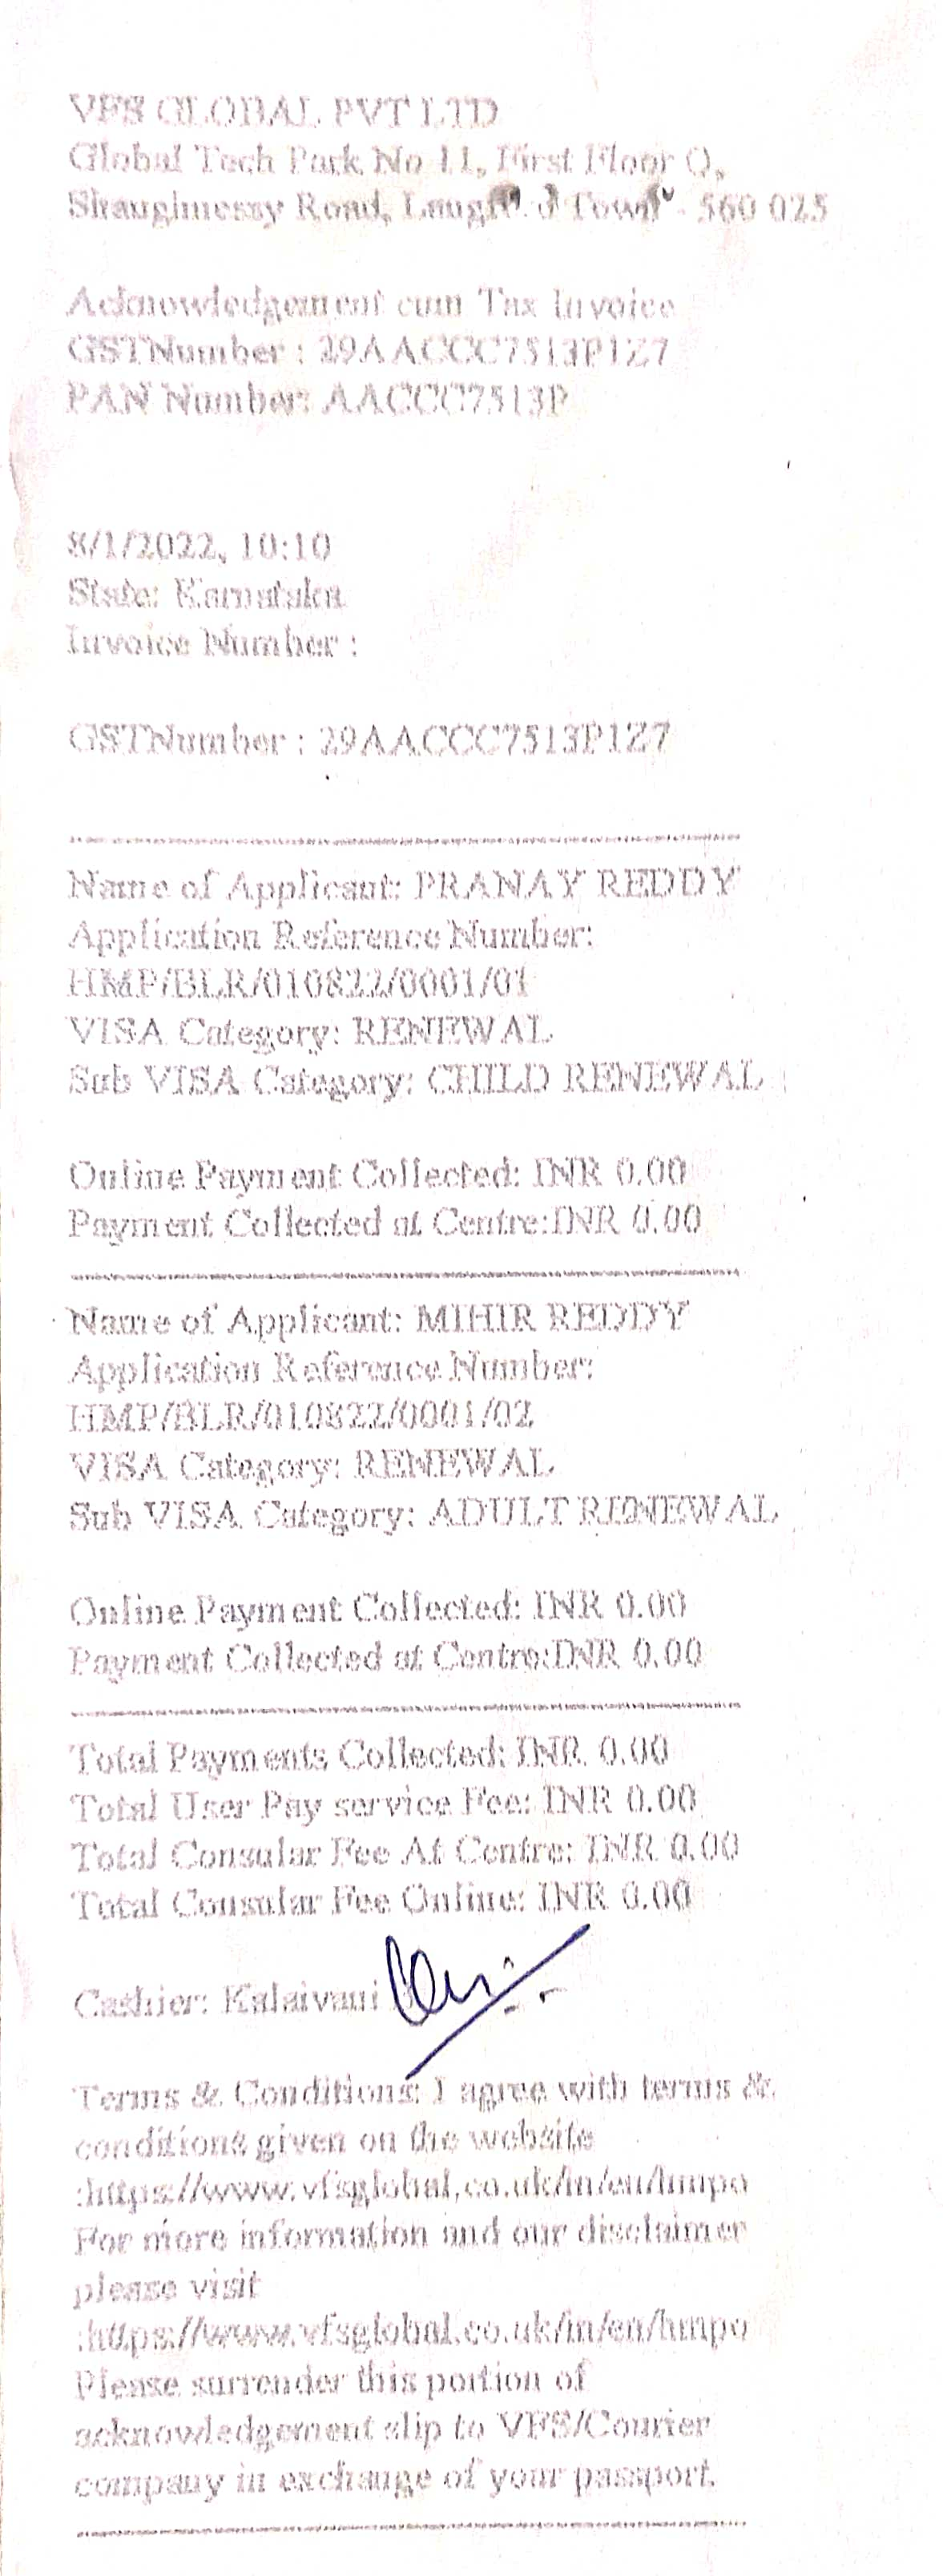 VFS GLOBAL PVT LTD
Global Tech Park No 11, First Floor O,
Shaughnessy Road, Langford Town - 560 025
Acknowledgement cum Tax Invoice
GSTNumber : 29AACCC7513P1Z7
PAN Number: AACCC7513P
8/1/2022, 10:10
State: Karnataka
Invoice Number :
GSTNumber : 29AACCC7513P1Z7
Name of Applicant: PRANAY REDDY
Application Reference Number:
HMP/BLR/010822/0001/01
VISA Category: RENEWAL
Sub VISA Category: CHILD RENEWAL
Online Payment Collected: INR 0.00
Payment Collected at Centre:INR 0.00
Name of Applicant: MIHIR REDDY
Application Reference Number:
HMP/BLR/010822/0001/02
VISA Category: RENEWAL
Sub VISA Category: ADULT RENEWAL
Online Payment Collected: INR 0.00
Payment Collected at Centre:INR 0.00
Total Payments Collected: INR 0.00
Total User Pay service Fee: INR 0.00
Total Consular Fee At Centre: INR 0.00
Total Consular Fee Online: INR 0.00
Cashier: Kalaivani
Terms & Conditions: I agree with terms &
conditions given on the website
:https://www.vfsglobal.co.uk/in/en/hmpo
For more information and our disclaimer
please visit
:https://www.vfsglobal.co.uk/in/en/hmpo
Please surrender this portion of
acknowledgement slip to VFS/Courier
company in exchange of your passport.